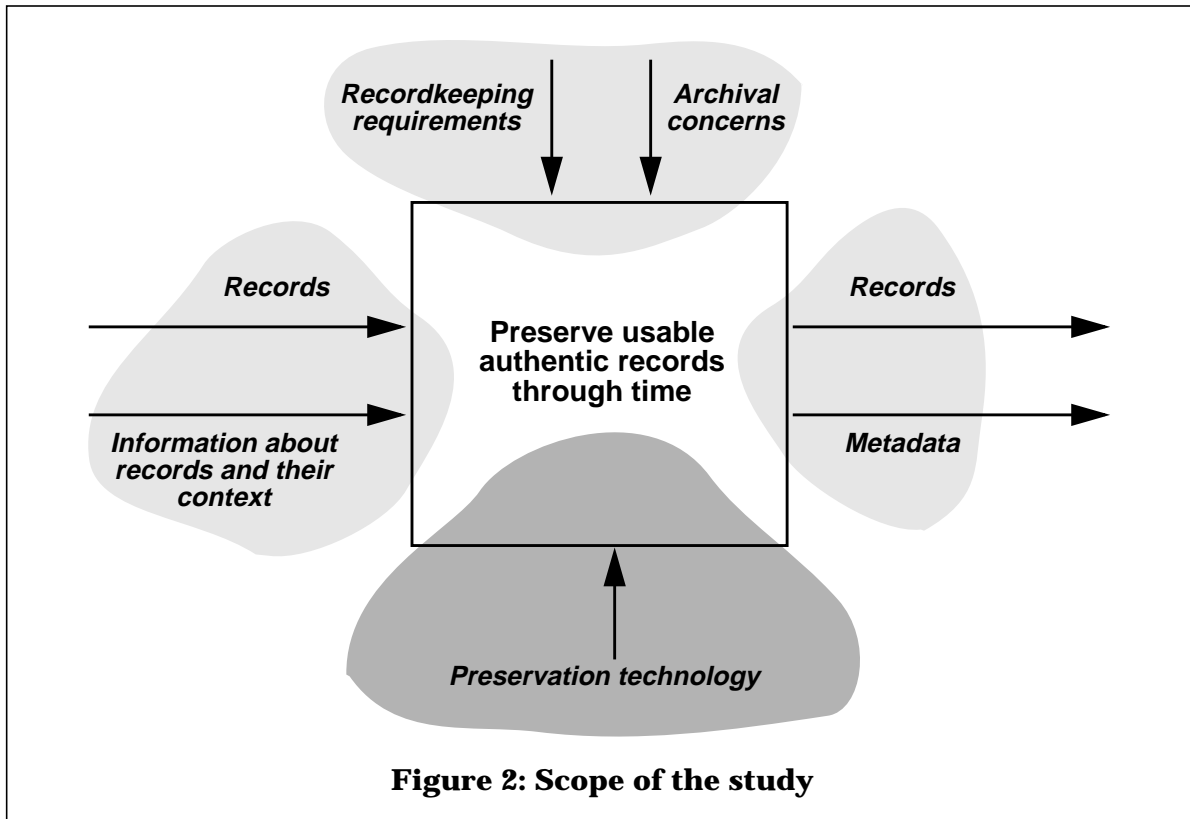 Recordkeeping
requirements
Archival
concerns
Records
Information about
records and their
context
Preserve usable
authentic records
through time
Records
Metadata
Preservation technology
Figure 2: Scope of the study